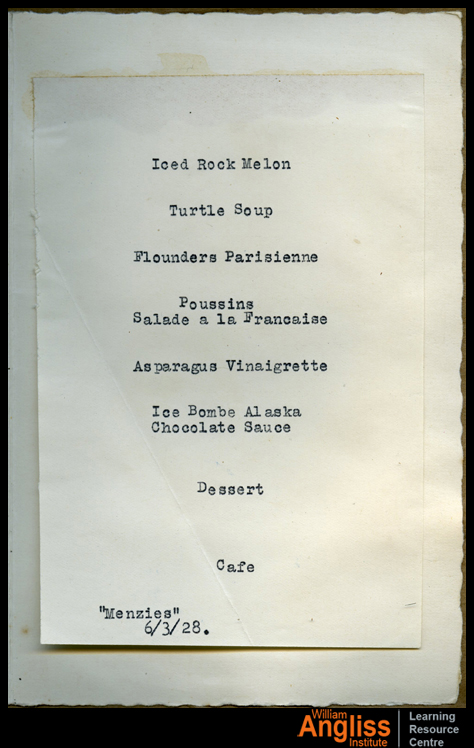 Iced Rock Melon
Turtle Soup
Flounders Parisienne
Poussins
Salade a la Francaise
Asparagus Vinaigrette
Ice Bombe Alaska
Chocolate Sauce
Dessert
Cafe
"Menzies"
6/3/28.
William
Angliss
Institute
Learning
Resource
Centre